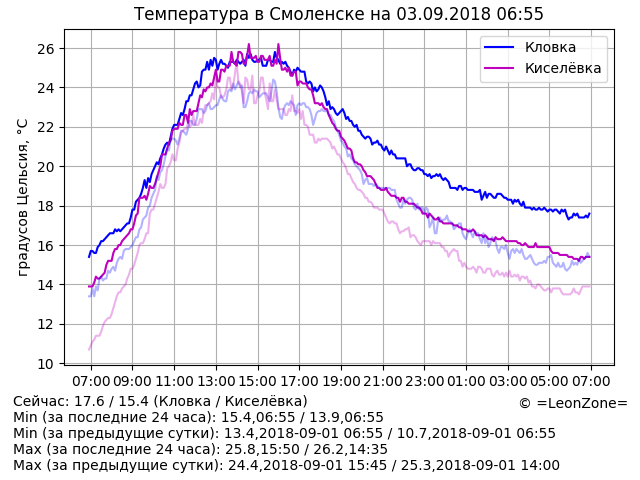 Температура в Смоленске на 03.09.2018 06:55
градусов Цельсия, °C
26
24
22
20
18
16
14
12
10
Кловка
Киселёвка
07:00 09:00 11:00 13:00 15:00 17:00 19:00 21:00 23:00 01:00 03:00 05:00 07:00
Сейчас: 17.6 / 15.4 (Кловка / Киселёвка)
© =LeonZone=
Min (за последние 24 часа): 15.4,06:55 / 13.9,06:55
Min (за предыдущие сутки): 13.4,2018-09-01 06:55 / 10.7,2018-09-01 06:55
Max (за последние 24 часа): 25.8,15:50 / 26.2,14:35
Max (за предыдущие сутки): 24.4,2018-09-01 15:45 / 25.3,2018-09-01 14:00